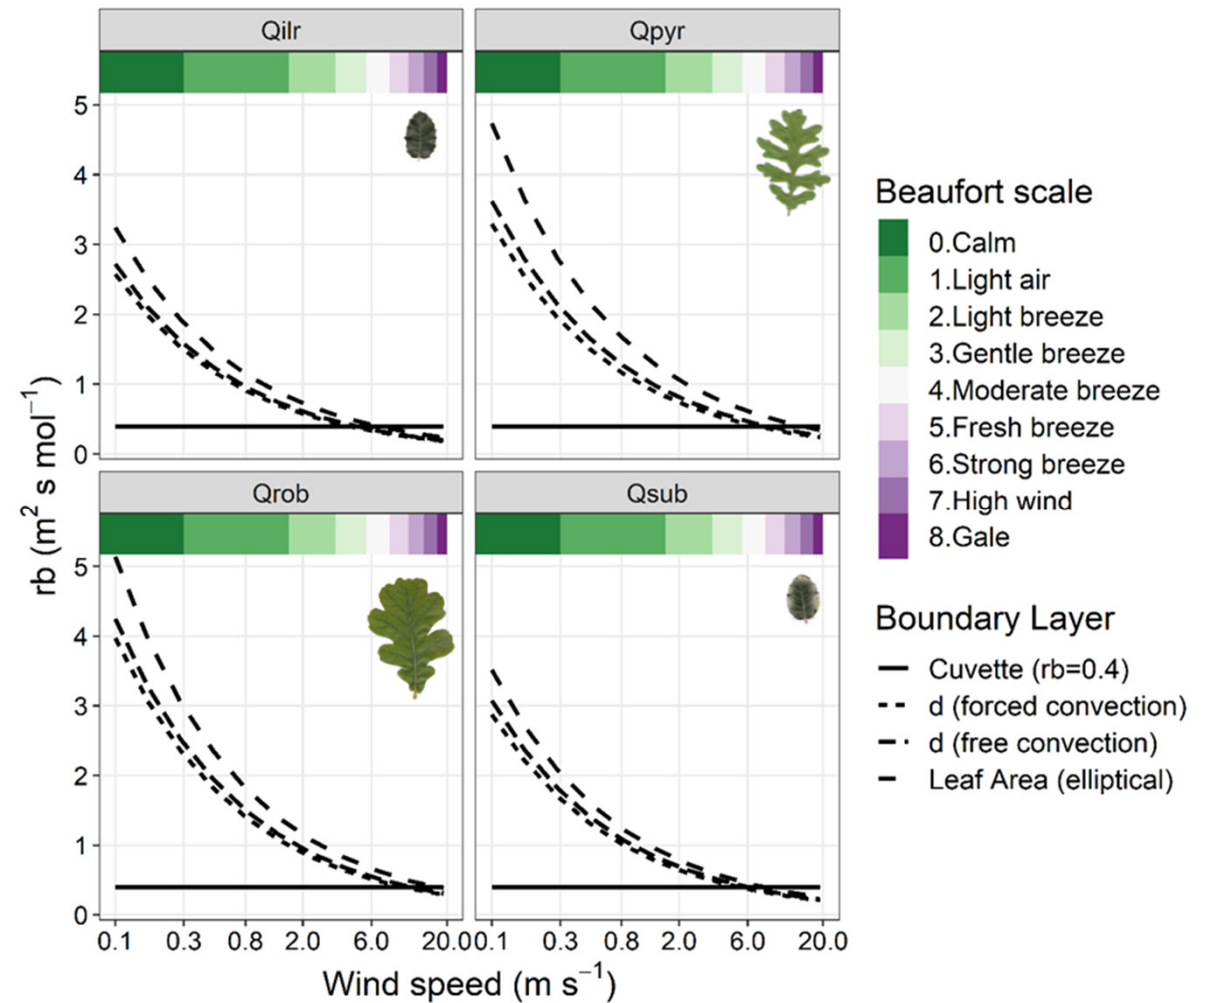 Qilr
Qpyr
5
4
3
2
1
0
Qrob
Qsub
5
4
3
2
1
0
0.1 0.3 0.8 2.0 6.0 20.0
0.1 0.3 0.8 2.0 6.0 20.0
Wind speed (m s⁻¹)
rb (m² s mol⁻¹)
Beaufort scale
0.Calm
1.Light air
2.Light breeze
3.Gentle breeze
4.Moderate breeze
5.Fresh breeze
6.Strong breeze
7.High wind
8.Gale
Boundary Layer
Cuvette (rb=0.4)
d (forced convection)
d (free convection)
Leaf Area (elliptical)